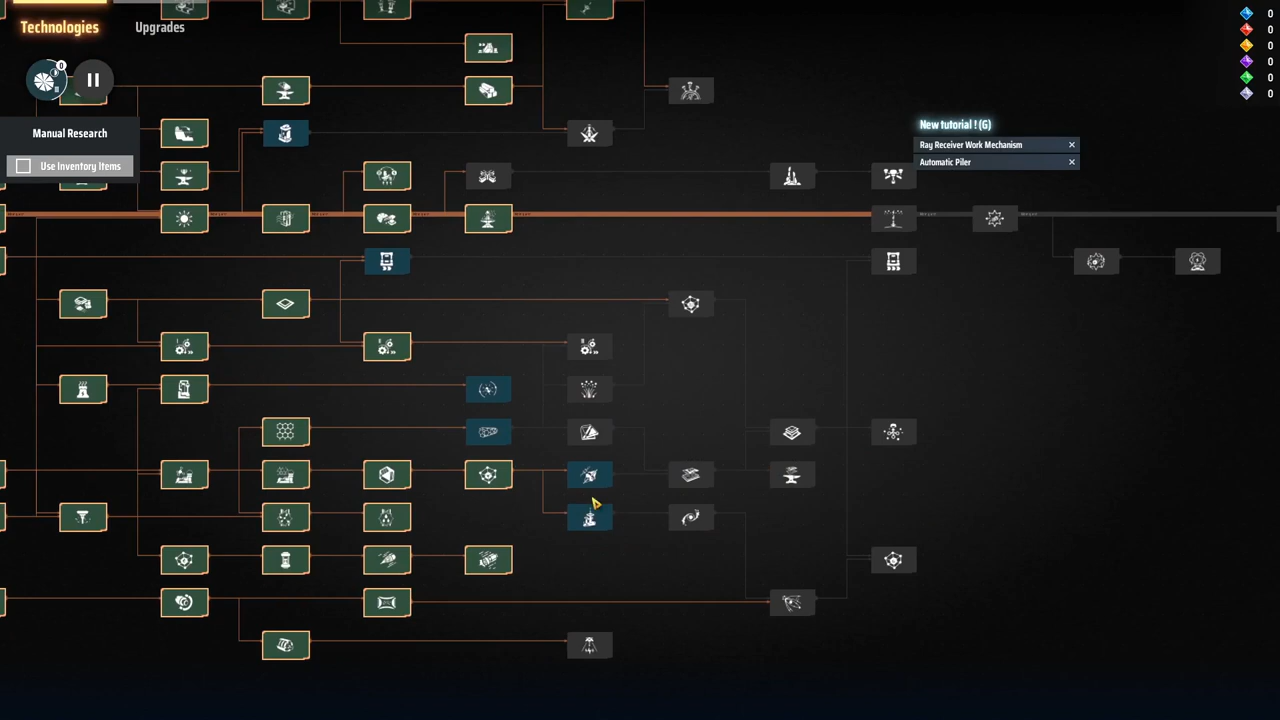 Technologies
Upgrades
0
0
0
0
0
0
0
Manual Research
Use Inventory Items
New tutorial ! (G)
Ray Receiver Work Mechanism
Automatic Piler